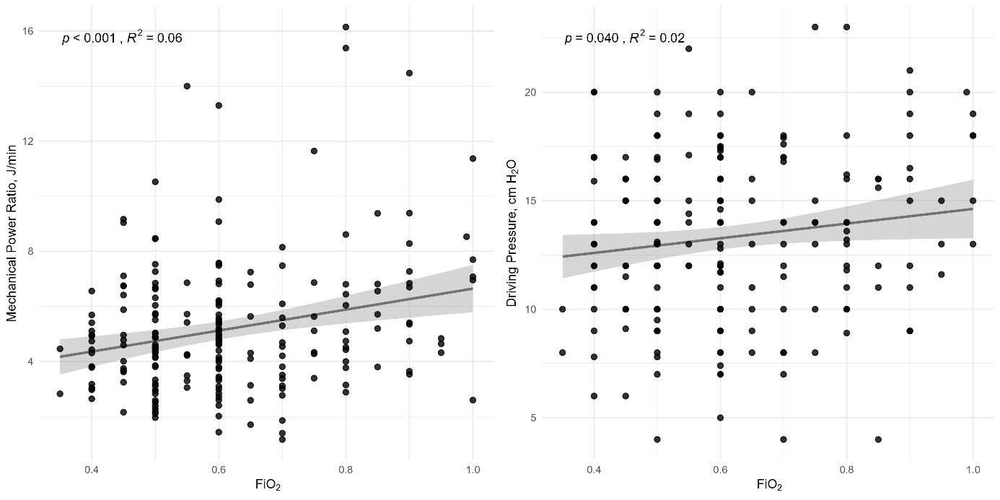 p < 0.001 , R² = 0.06
Mechanical Power Ratio, J/min
16
12
8
4
0.4 0.6 0.8 1.0
FiO₂
p = 0.040 , R² = 0.02
Driving Pressure, cm H₂O
20
15
10
5
0.4 0.6 0.8 1.0
FiO₂